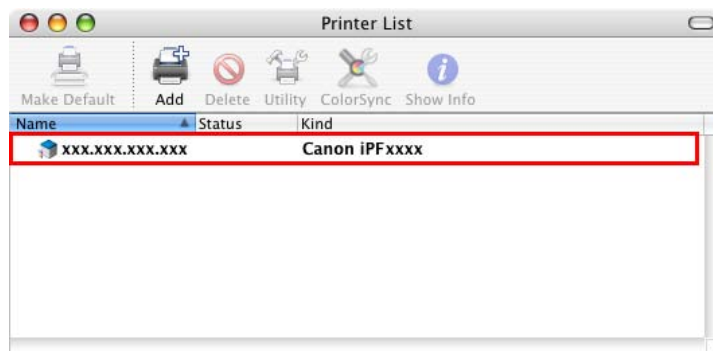 Printer List
Make Default Add Delete Utility ColorSync Show Info
Name Status Kind
xxx.xxx.xxx.xxx Canon iPFxxxx